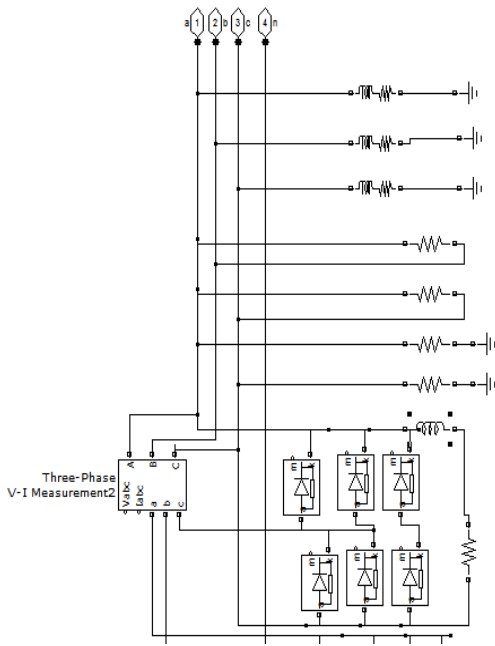 a 1 2 b 3 c 4 n
A B C
Three-Phase
V-I Measurement2
Vabc
Iabc
a
b
c
m
m
m
m
m
m